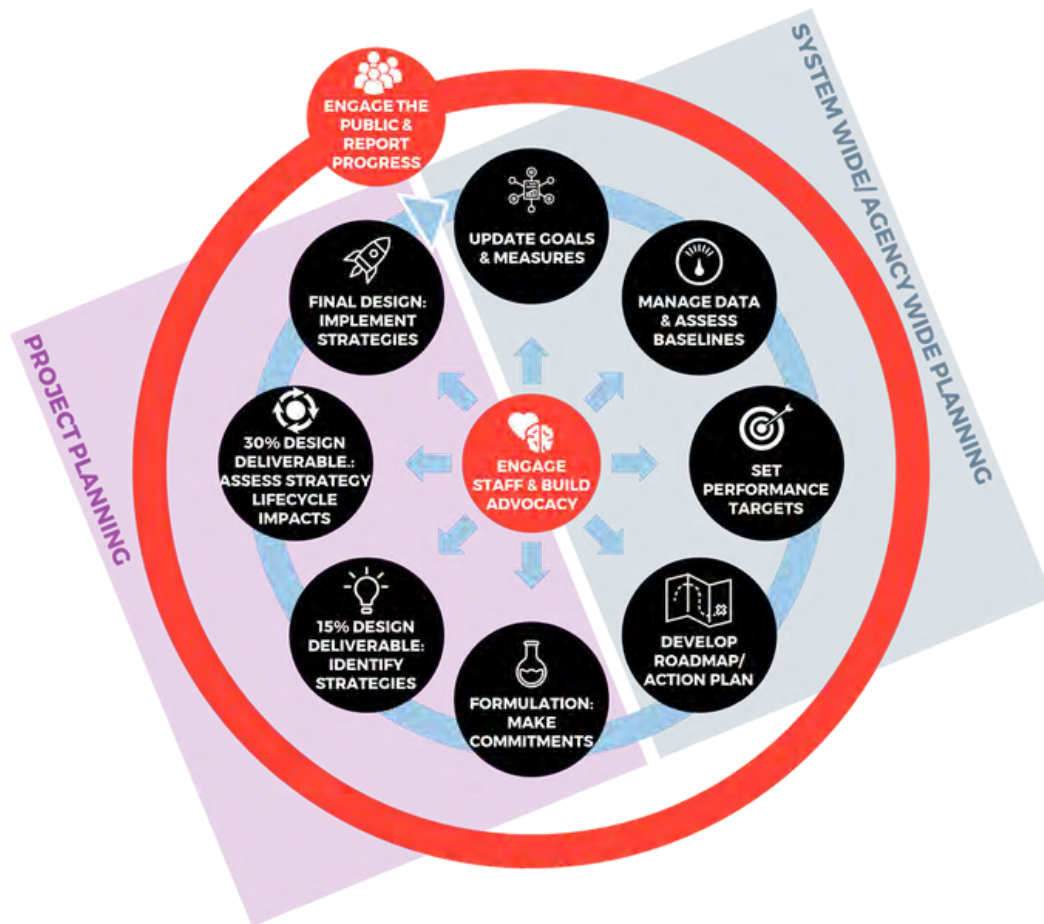 ENGAGE THE
PUBLIC &
REPORT
PROGRESS
SYSTEM WIDE/ AGENCY WIDE PLANNING
UPDATE GOALS
& MEASURES
MANAGE DATA
& ASSESS
BASELINES
SET
PERFORMANCE
TARGETS
DEVELOP
ROADMAP/
ACTION PLAN
FORMULATION:
MAKE
COMMITMENTS
15% DESIGN
DELIVERABLE:
IDENTIFY
STRATEGIES
30% DESIGN
DELIVERABLE.:
ASSESS STRATEGY
LIFECYCLE
IMPACTS
FINAL DESIGN:
IMPLEMENT
STRATEGIES
ENGAGE
STAFF & BUILD
ADVOCACY
PROJECT PLANNING